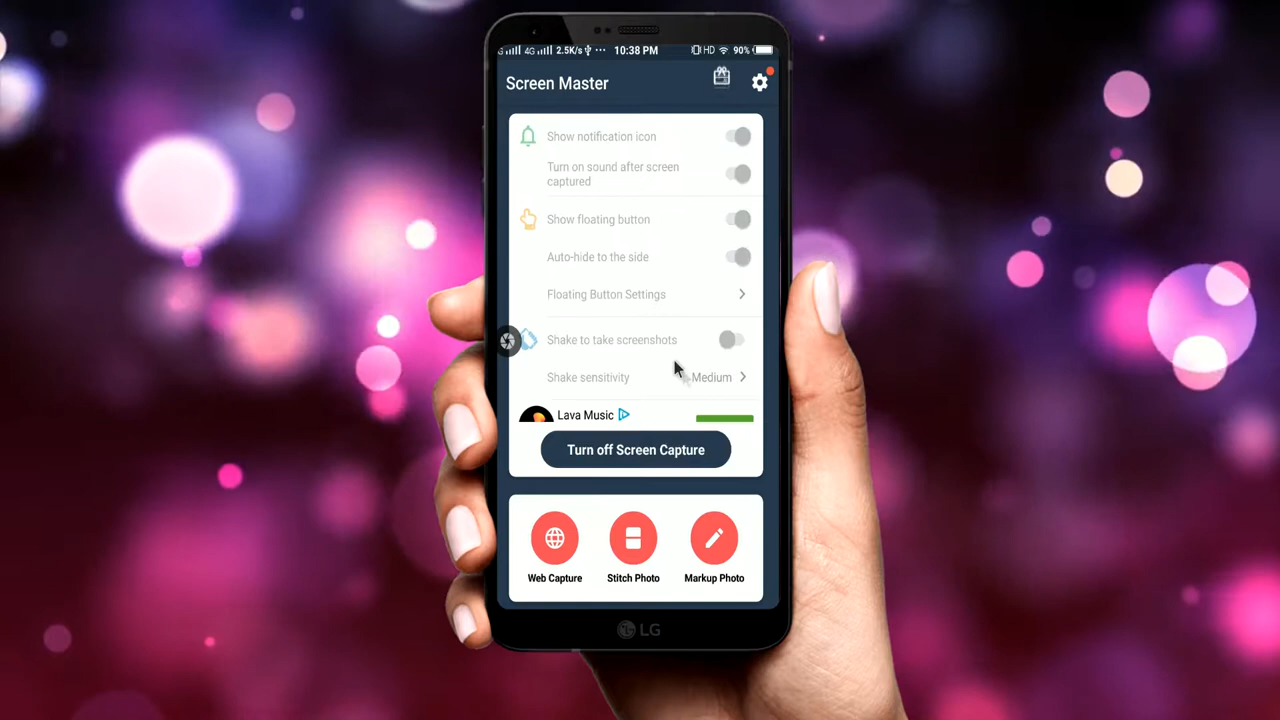 4G 2.5K/s ... 10:38 PM HD 90%
Screen Master
Show notification icon
Turn on sound after screen
captured
Show floating button
Auto-hide to the side
Floating Button Settings
Shake to take screenshots
Shake sensitivity Medium
Lava Music
Turn off Screen Capture
Web Capture Stitch Photo Markup Photo
LG